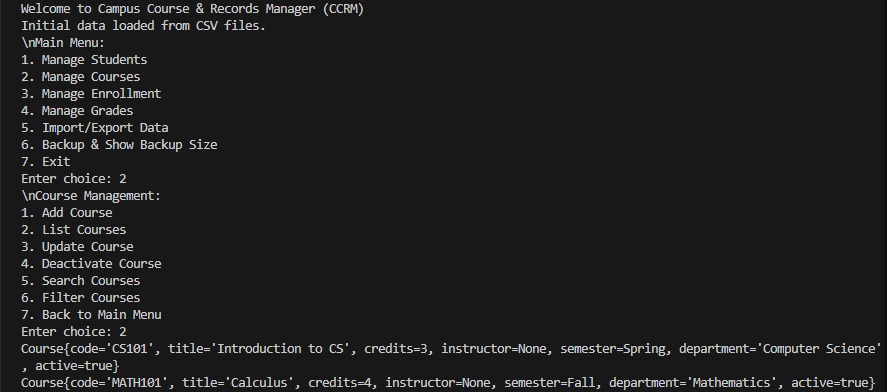 Welcome to Campus Course & Records Manager (CCRM)
Initial data loaded from CSV files.
\nMain Menu:
1. Manage Students
2. Manage Courses
3. Manage Enrollment
4. Manage Grades
5. Import/Export Data
6. Backup & Show Backup Size
7. Exit
Enter choice: 2
\nCourse Management:
1. Add Course
2. List Courses
3. Update Course
4. Deactivate Course
5. Search Courses
6. Filter Courses
7. Back to Main Menu
Enter choice: 2
Course{code='CS101', title='Introduction to CS', credits=3, instructor=None, semester=Spring, department='Computer Science'
, active=true}
Course{code='MATH101', title='Calculus', credits=4, instructor=None, semester=Fall, department='Mathematics', active=true}